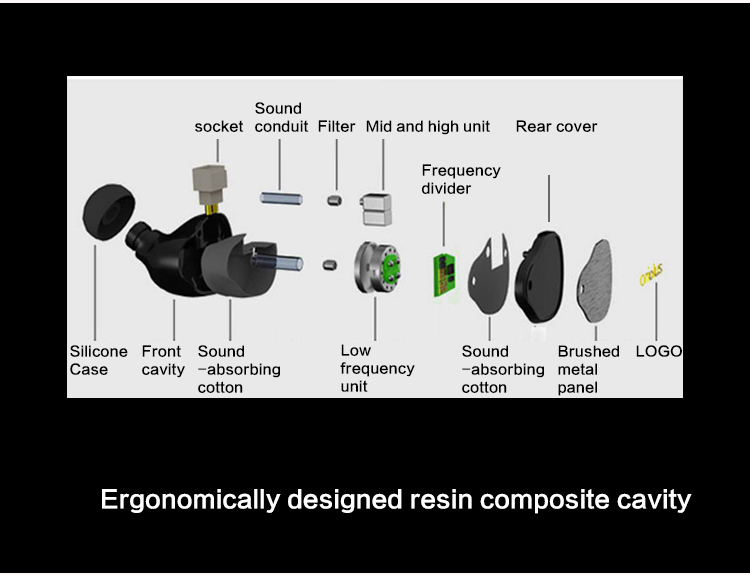 Sound
socket conduit Filter Mid and high unit Rear cover
Frequency
divider
oriolus
Silicone Front Sound Low Sound Brushed LOGO
Case cavity -absorbing frequency -absorbing metal
cotton unit cotton panel
Ergonomically designed resin composite cavity